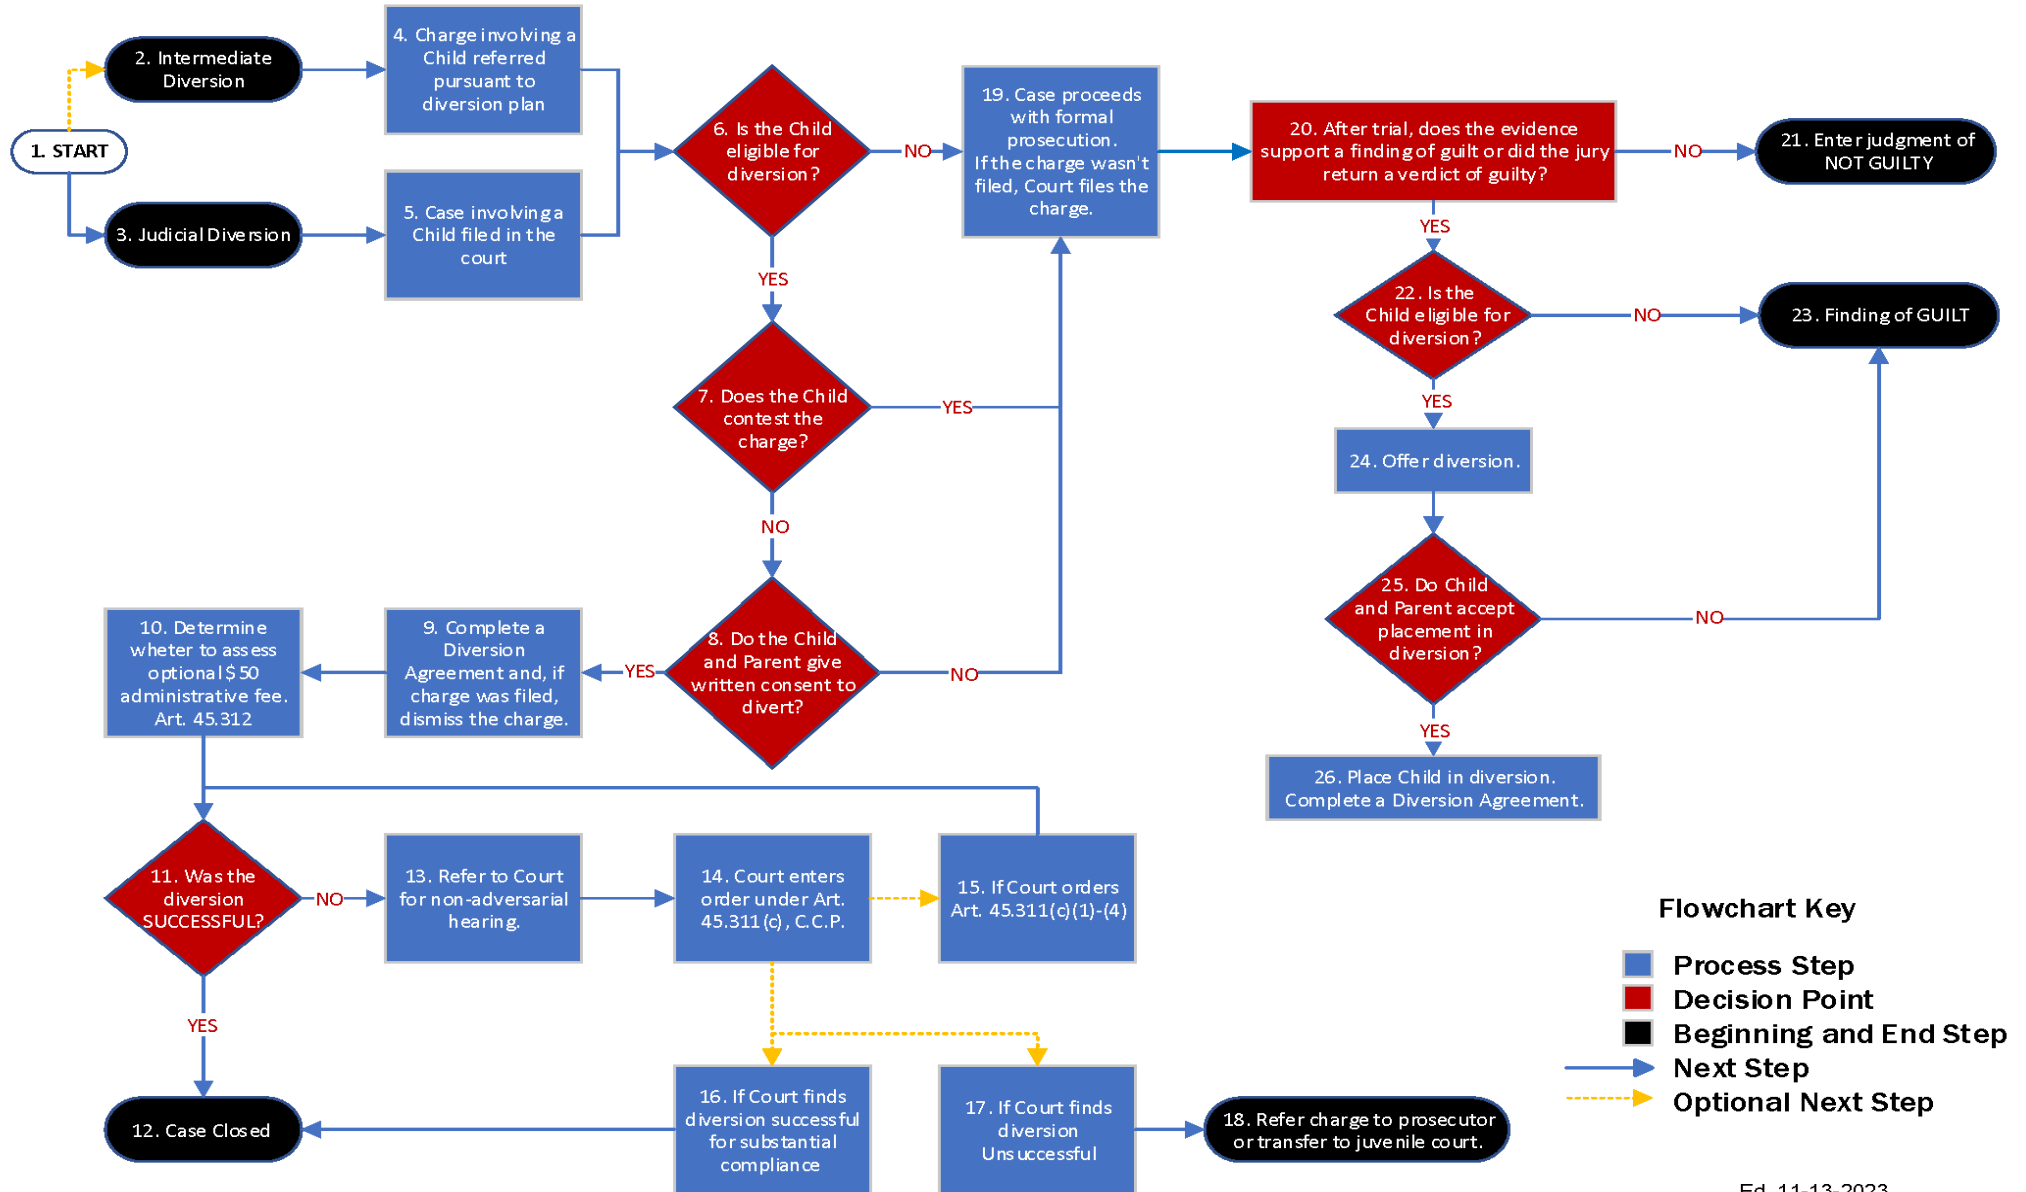 1. START
2. Intermediate
Diversion
3. Judicial Diversion
4. Charge involving a
Child referred
pursuant to
diversion plan
5. Case involving a
Child filed in the
court
6. Is the Child
eligible for
diversion?
NO
YES
7. Does the Child
contest the
charge?
YES
NO
8. Do the Child
and Parent give
written consent to
divert?
YES
NO
9. Complete a
Diversion
Agreement and, if
charge was filed,
dismiss the charge.
10. Determine
wheter to assess
optional $50
administrative fee.
Art. 45.312
11. Was the
diversion
SUCCESSFUL?
NO
YES
12. Case Closed
13. Refer to Court
for non-adversarial
hearing.
14. Court enters
order under Art.
45.311(c), C.C.P.
15. If Court orders
Art. 45.311(c)(1)-(4)
16. If Court finds
diversion successful
for substantial
compliance
17. If Court finds
diversion
Unsuccessful
18. Refer charge to prosecutor
or transfer to juvenile court.
19. Case proceeds
with formal
prosecution.
If the charge wasn't
filed, Court files the
charge.
20. After trial, does the evidence
support a finding of guilt or did the jury
return a verdict of guilty?
NO
YES
21. Enter judgment of
NOT GUILTY
22. Is the
Child eligible for
diversion?
NO
YES
23. Finding of GUILT
24. Offer diversion.
25. Do Child
and Parent accept
placement in
diversion?
NO
YES
26. Place Child in diversion.
Complete a Diversion Agreement.
Flowchart Key
Process Step
Decision Point
Beginning and End Step
Next Step
Optional Next Step
Ed. 11-13-2023